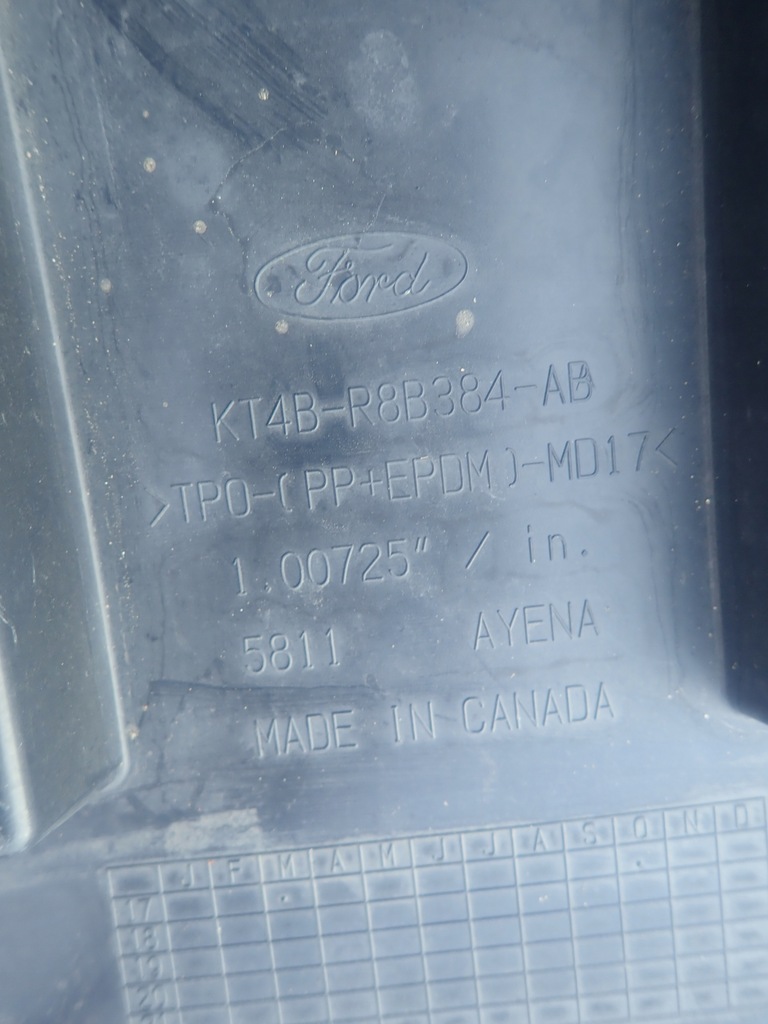 Ford
KT4B-R8B384-AB
>TPO-(PP+EPDM)-MD17<
1.00725" / in.
5811 AYENA
MADE IN CANADA
J F M A M J J A S O N D
17
18
19
20